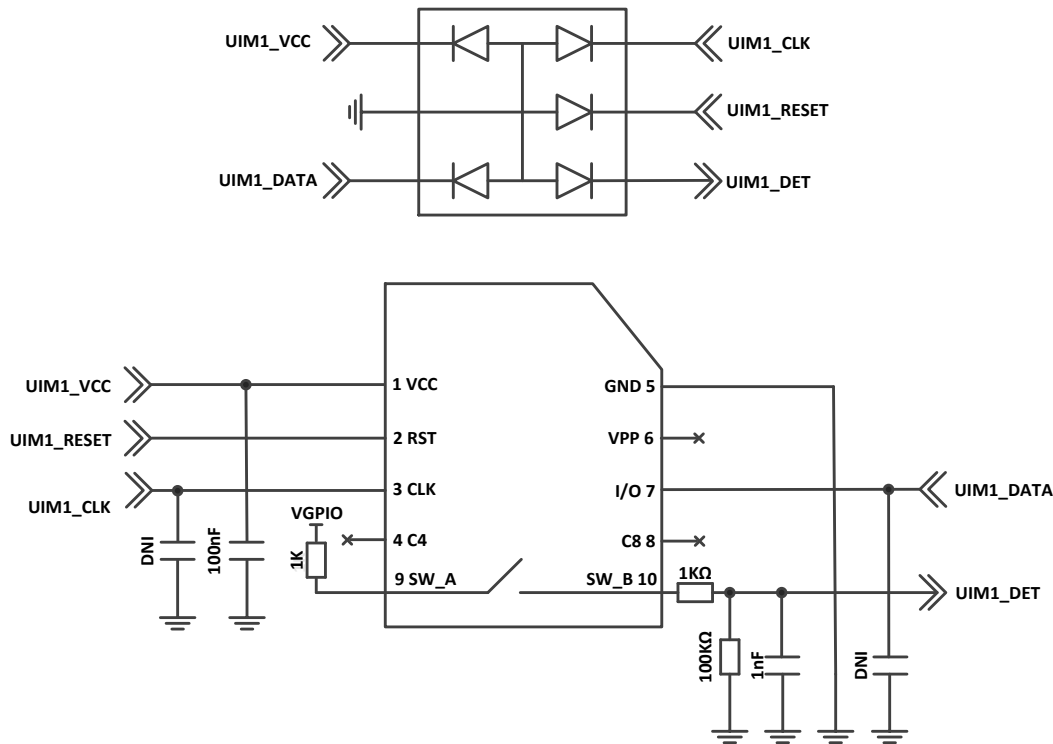 UIM1_VCC
UIM1_CLK
UIM1_RESET
UIM1_DATA
UIM1_DET
UIM1_VCC
1 VCC
GND 5
UIM1_RESET
2 RST
VPP 6
UIM1_CLK
3 CLK
I/O 7
UIM1_DATA
VGPIO
4 C4
C8 8
DNI
100nF
1K
9 SW_A
SW_B 10
1KΩ
UIM1_DET
100KΩ
1nF
DNI